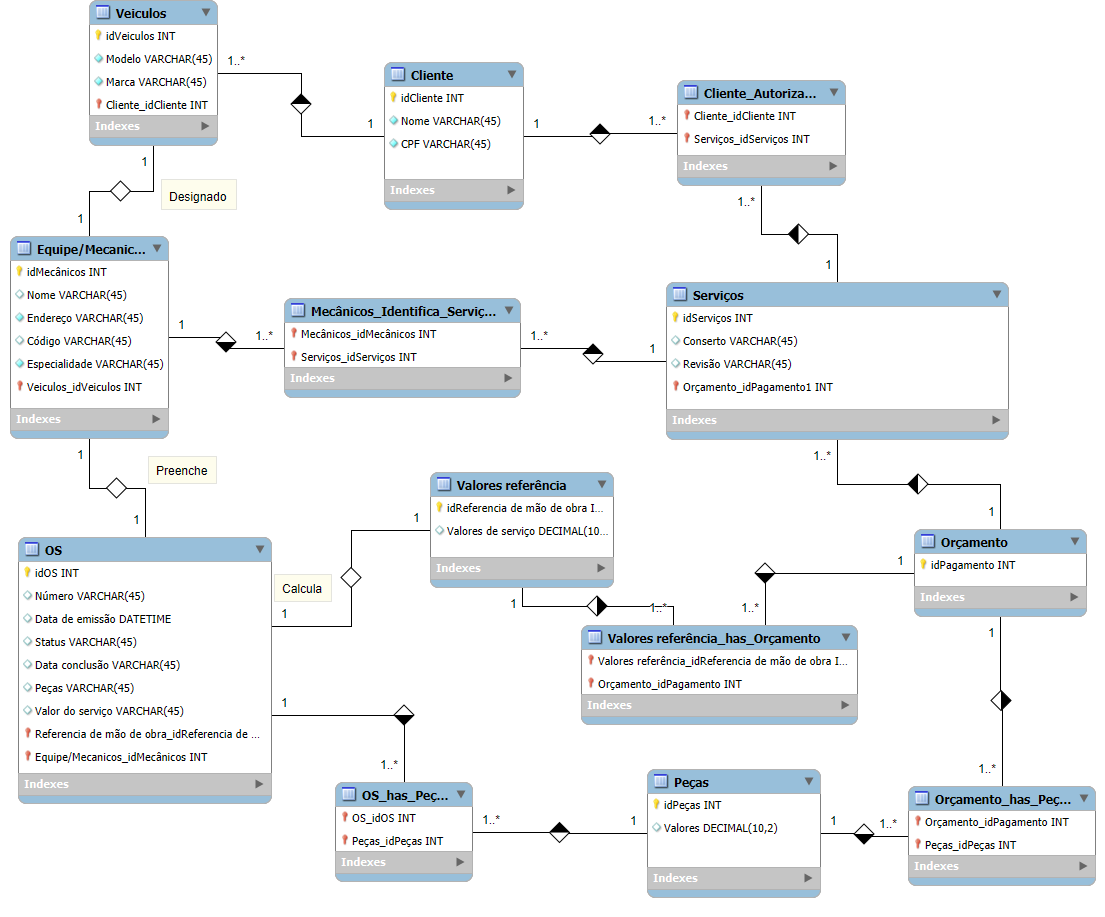 Veiculos
idVeiculos INT
Modelo VARCHAR(45)
Marca VARCHAR(45)
Cliente_idCliente INT
Indexes
1..*
1
Cliente
idCliente INT
Nome VARCHAR(45)
CPF VARCHAR(45)
Indexes
1
1..*
Cliente_Autoriza...
Cliente_idCliente INT
Serviços_idServiços INT
Indexes
1..*
1
1
Designado
1
Equipe/Mecanic...
idMecânicos INT
Nome VARCHAR(45)
Endereço VARCHAR(45)
Código VARCHAR(45)
Especialidade VARCHAR(45)
Veiculos_idVeiculos INT
Indexes
1
1..*
Mecânicos_Identifica_Serviç...
Mecânicos_idMecânicos INT
Serviços_idServiços INT
Indexes
1..*
1
Serviços
idServiços INT
Conserto VARCHAR(45)
Revisão VARCHAR(45)
Orçamento_idPagamento1 INT
Indexes
1..*
1
1
Preenche
1
OS
idOS INT
Número VARCHAR(45)
Data de emissão DATETIME
Status VARCHAR(45)
Data conclusão VARCHAR(45)
Peças VARCHAR(45)
Valor do serviço VARCHAR(45)
Referencia de mão de obra_idReferencia de ...
Equipe/Mecanicos_idMecânicos INT
Indexes
Calcula
1
1
Valores referência
idReferencia de mão de obra I...
Valores de serviço DECIMAL(10...
Indexes
1
1..*
Orçamento
idPagamento INT
Indexes
1
1..*
Valores referência_has_Orçamento
Valores referência_idReferencia de mão de obra I...
Orçamento_idPagamento INT
Indexes
1
1..*
1
1..*
OS_has_Peç...
OS_idOS INT
Peças_idPeças INT
Indexes
1..*
1
Peças
idPeças INT
Valores DECIMAL(10,2)
Indexes
1
1..*
Orçamento_has_Peç...
Orçamento_idPagamento INT
Peças_idPeças INT
Indexes